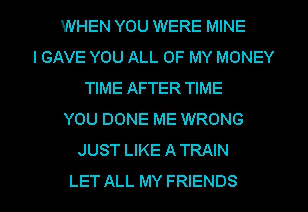 WHEN YOU WERE MINE
I GAVE YOU ALL OF MY MONEY
TIME AFTER TIME
YOU DONE ME WRONG
JUST LIKE A TRAIN
LET ALL MY FRIENDS